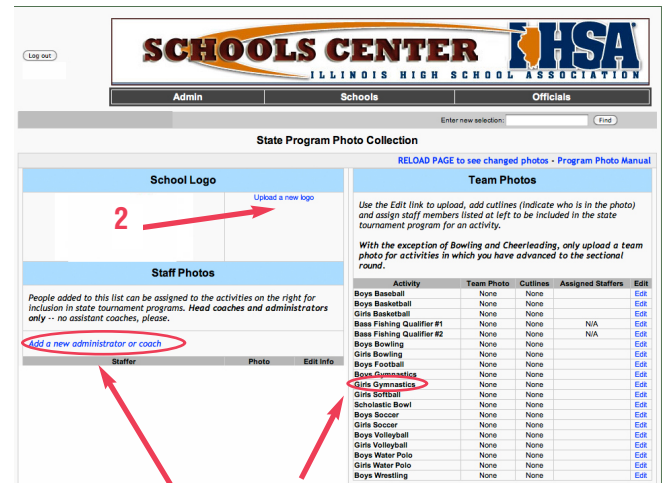 Log out
SCHOOLS CENTER
IHSA
ILLINOIS HIGH SCHOOL ASSOCIATION
Admin Schools Officials
Enter new selection: Find
State Program Photo Collection
RELOAD PAGE to see changed photos - Program Photo Manual
School Logo
Upload a new logo
2
Staff Photos
People added to this list can be assigned to the activities on the right for
inclusion in state tournament programs. Head coaches and administrators
only -- no assistant coaches, please.
Add a new administrator or coach
Staffer Photo Edit Info
Team Photos
Use the Edit link to upload, add cutlines (indicate who is in the photo)
and assign staff members listed at left to be included in the state
tournament program for an activity.
With the exception of Bowling and Cheerleading, only upload a team
photo for activities in which you have advanced to the sectional
round.
Activity Team Photo Cutlines Assigned Staffers Edit
Boys Baseball None None Edit
Boys Basketball None None Edit
Girls Basketball None None Edit
Bass Fishing Qualifier #1 None None N/A Edit
Bass Fishing Qualifier #2 None None N/A Edit
Boys Bowling None None Edit
Girls Bowling None None Edit
Boys Football None None Edit
Boys Gymnastics None None Edit
Girls Gymnastics None None Edit
Girls Softball None None Edit
Scholastic Bowl None None Edit
Boys Soccer None None Edit
Girls Soccer None None Edit
Boys Volleyball None None Edit
Girls Volleyball None None Edit
Boys Water Polo None None Edit
Girls Water Polo None None Edit
Boys Wrestling None None Edit